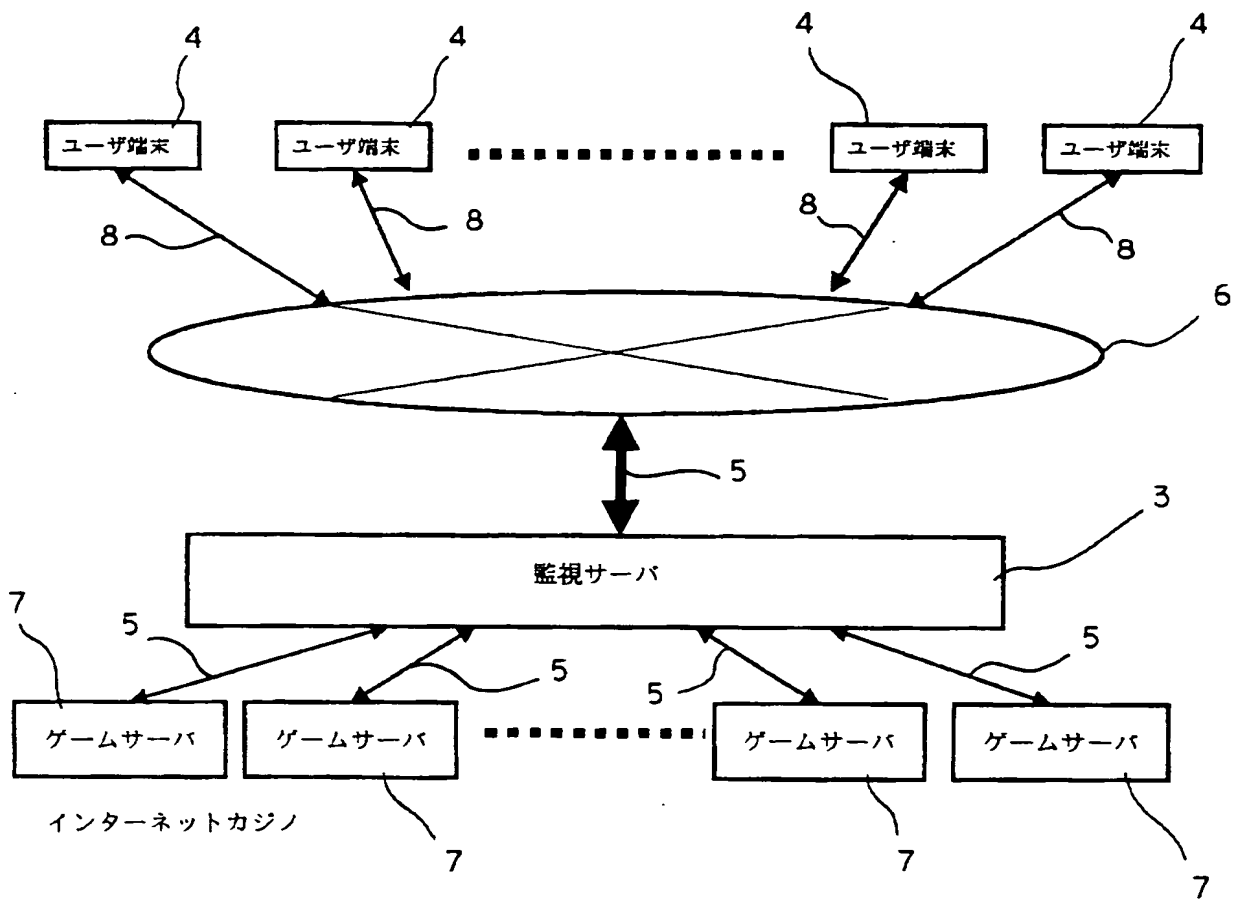 4 4 4 4
ユーザ端末 ユーザ端末 ユーザ端末 ユーザ端末
8 8 8 8
6
5
3
監視サーバ
7 5 5 5 5
ゲームサーバ ゲームサーバ ゲームサーバ ゲームサーバ
インターネットカジノ
7 7 7